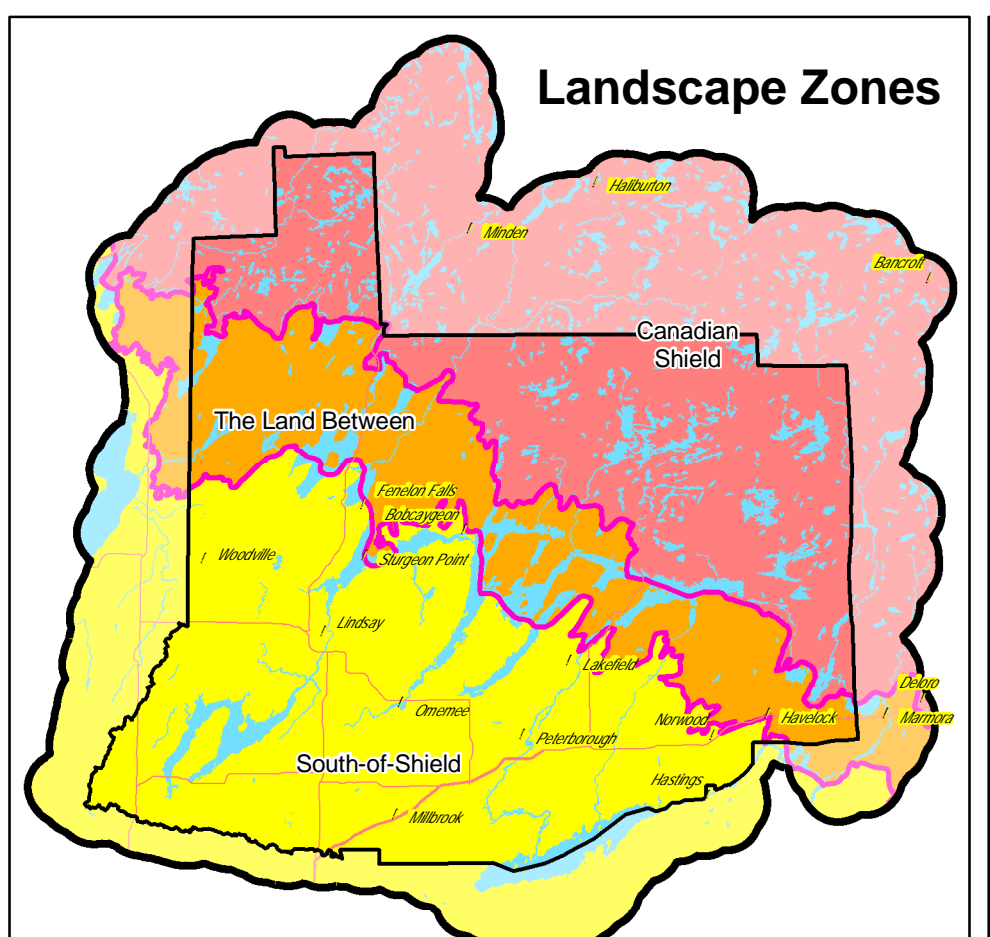 Landscape Zones
Haliburton
Minden
Bancroft
Canadian
Shield
The Land Between
Fenelon Falls
Bobcaygeon
Woodville
Sturgeon Point
Lindsay
Lakefield
Deloro
Omemee
Norwood
Havelock
Marmora
Peterborough
South-of-Shield
Hastings
Millbrook